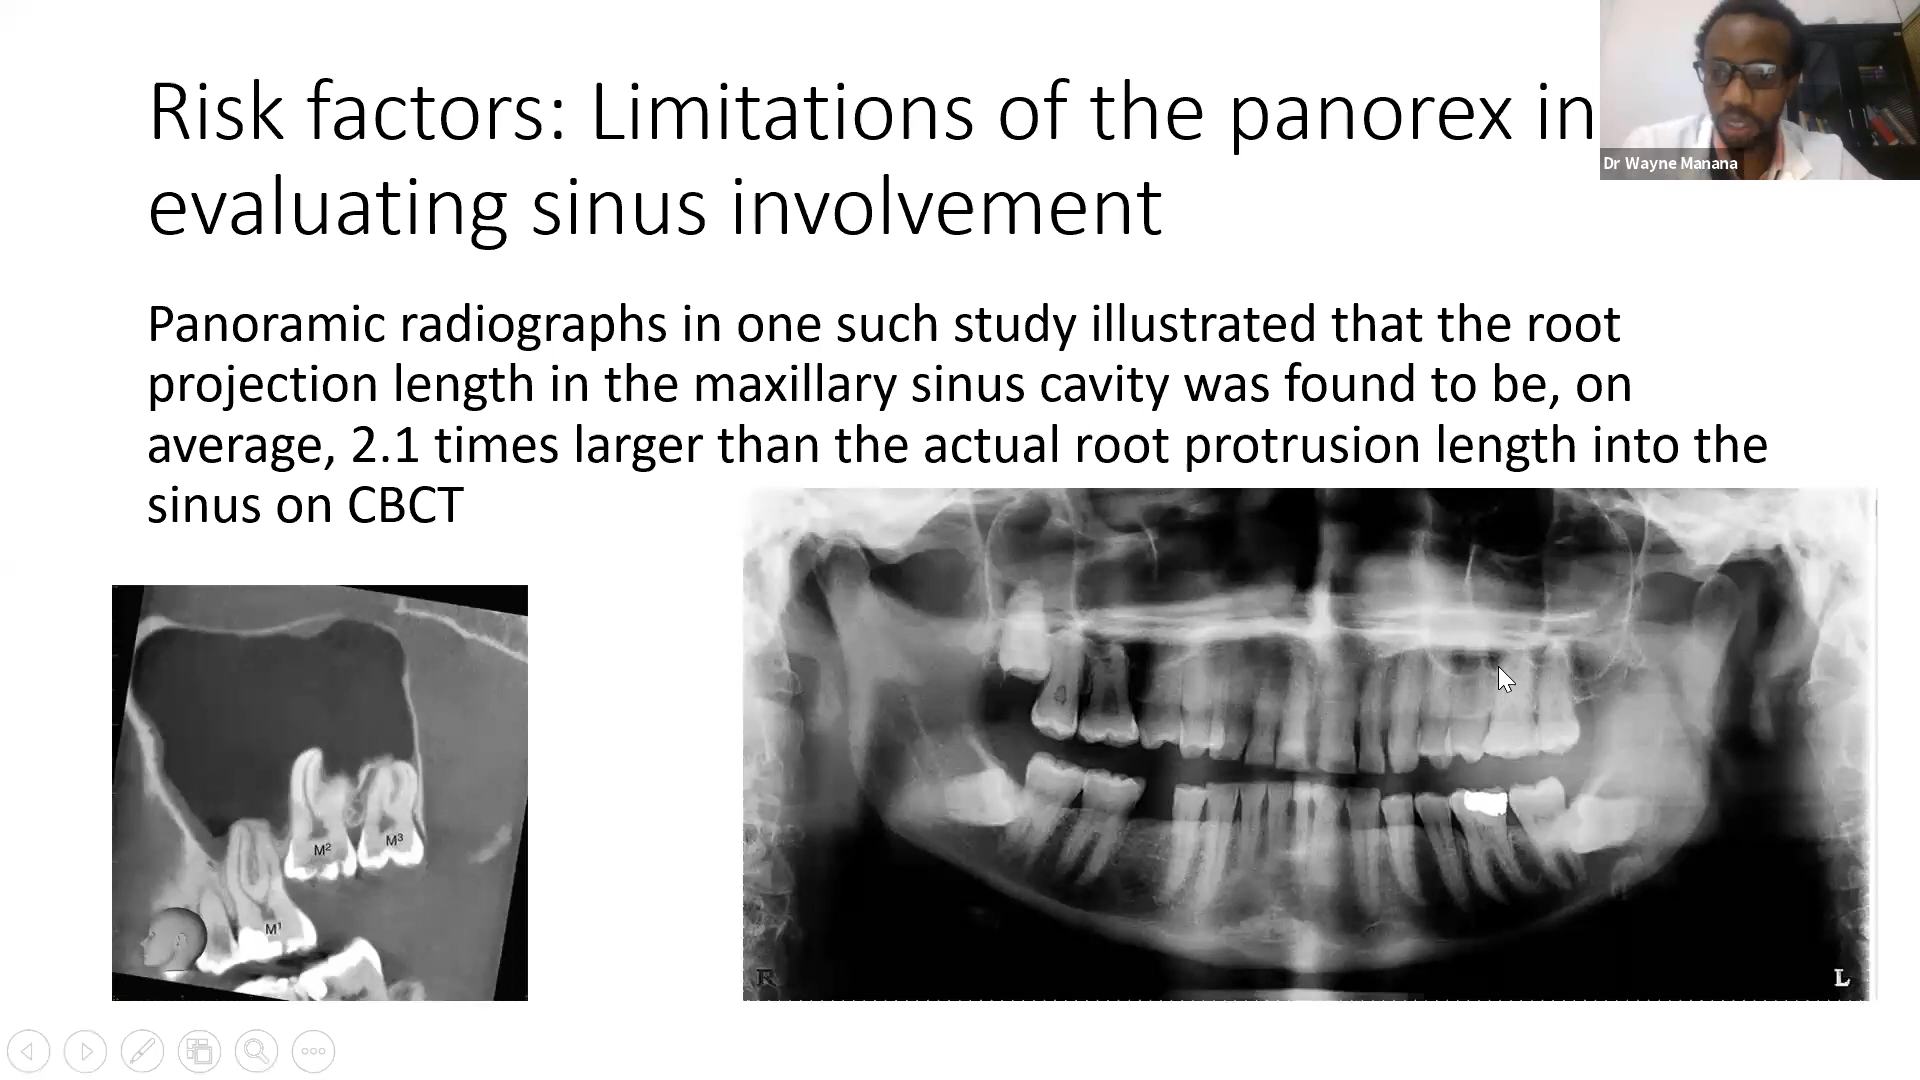 Risk factors: Limitations of the panorex in
evaluating sinus involvement
Dr Wayne Manana
Panoramic radiographs in one such study illustrated that the root
projection length in the maxillary sinus cavity was found to be, on
average, 2.1 times larger than the actual root protrusion length into the
sinus on CBCT
M²
M³
M¹
R
L